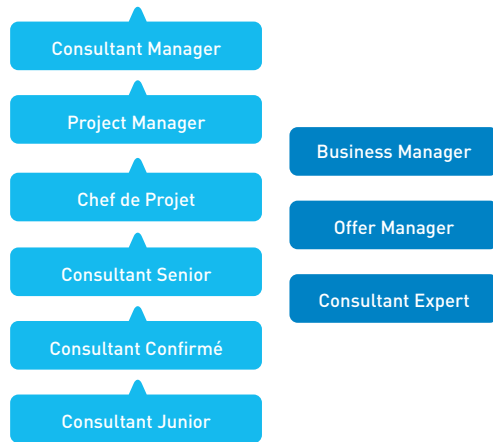 Consultant Manager
Project Manager
Chef de Projet
Consultant Senior
Consultant Confirmé
Consultant Junior
Business Manager
Offer Manager
Consultant Expert